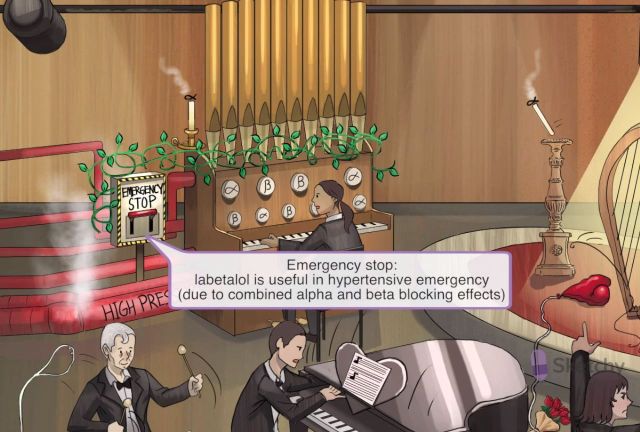 EMERGENCY
STOP
α β β α
β α α β
Emergency stop:
labetalol is useful in hypertensive emergency
(due to combined alpha and beta blocking effects)
HIGH PRES
Sketchy